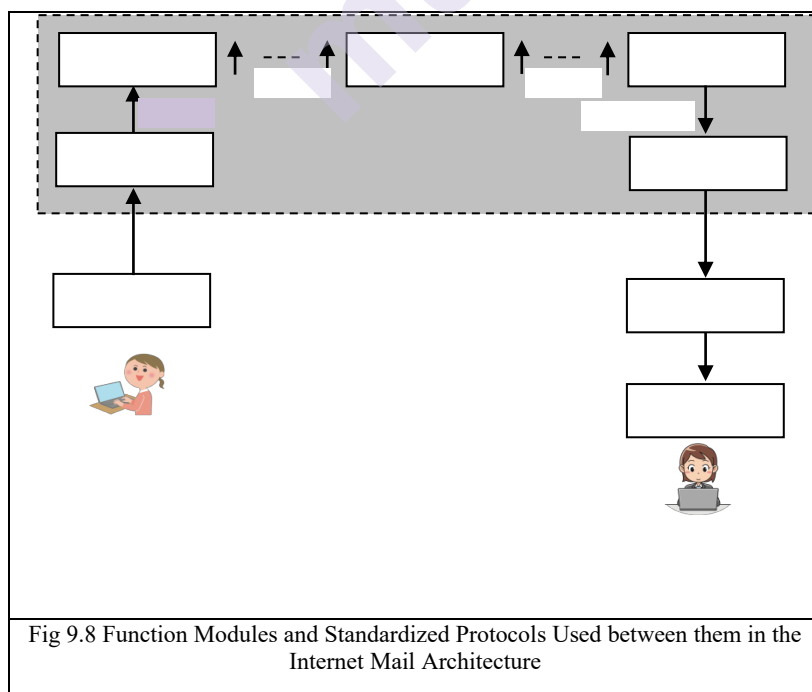 Fig 9.8 Function Modules and Standardized Protocols Used between them in the
Internet Mail Architecture